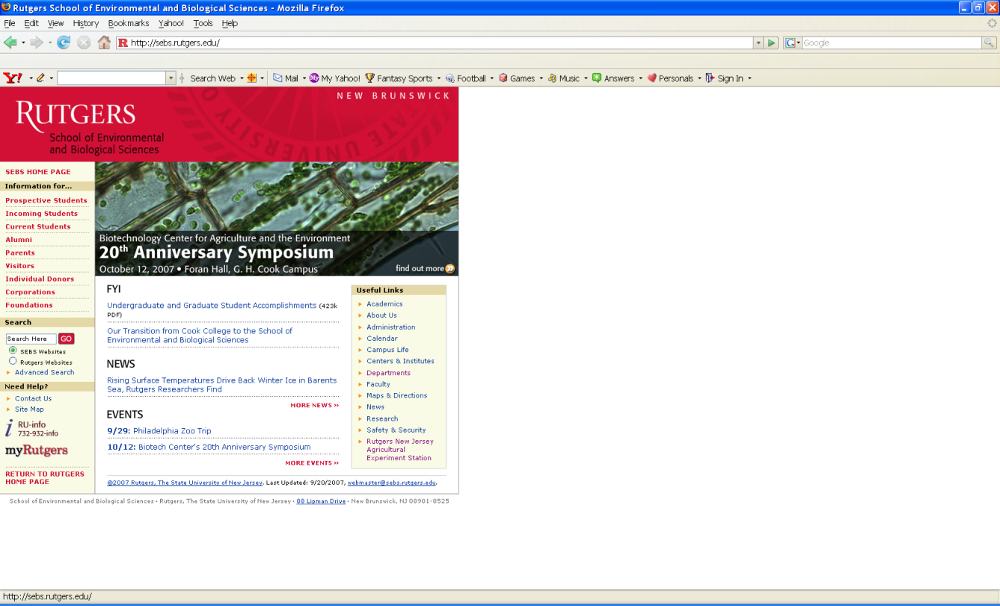 Rutgers School of Environmental and Biological Sciences - Mozilla Firefox
File Edit View History Bookmarks Yahoo! Tools Help
R http://sebs.rutgers.edu/ G Google
Y! Search Web Mail My Yahoo! Fantasy Sports Football Games Music Answers Personals Sign In
NEW BRUNSWICK
RUTGERS
School of Environmental
and Biological Sciences
SEBS HOME PAGE
Information for...
Prospective Students
Incoming Students
Current Students
Alumni
Parents
Visitors
Individual Donors
Corporations
Foundations
Search
Search Here GO
SEBS Websites
Rutgers Websites
Advanced Search
Need Help?
Contact Us
Site Map
i RU-info
732-932-info
myRutgers
RETURN TO RUTGERS
HOME PAGE
Biotechnology Center for Agriculture and the Environment
20th Anniversary Symposium
October 12, 2007 • Foran Hall, G. H. Cook Campus
find out more »
FYI
Undergraduate and Graduate Student Accomplishments (423k
PDF)
Our Transition from Cook College to the School of
Environmental and Biological Sciences
NEWS
Rising Surface Temperatures Drive Back Winter Ice in Barents
Sea, Rutgers Researchers Find
MORE NEWS »
EVENTS
9/29: Philadelphia Zoo Trip
10/12: Biotech Center's 20th Anniversary Symposium
MORE EVENTS »
Useful Links
Academics
About Us
Administration
Calendar
Campus Life
Centers & Institutes
Departments
Faculty
Maps & Directions
News
Research
Safety & Security
Rutgers New Jersey
Agricultural
Experiment Station
©2007 Rutgers, The State University of New Jersey. Last Updated: 9/20/2007, webmaster@sebs.rutgers.edu.
School of Environmental and Biological Sciences • Rutgers, The State University of New Jersey • 88 Lipman Drive • New Brunswick, NJ 08901-8525
http://sebs.rutgers.edu/